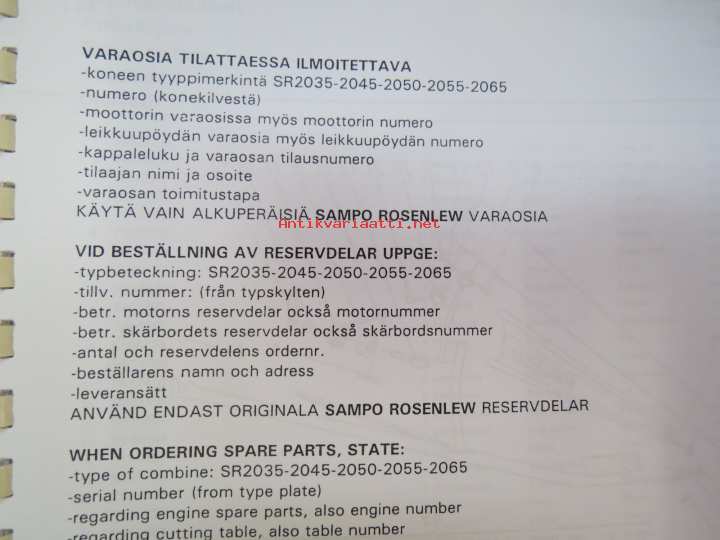 VARAOSIA TILATTAESSA ILMOITETTAVA
-koneen tyyppimerkintä SR2035-2045-2050-2055-2065
-numero (konekilvestä)
-moottorin varaosissa myös moottorin numero
-leikkuupöydän varaosia myös leikkuupöydän numero
-kappaleluku ja varaosan tilausnumero
-tilaajan nimi ja osoite
-varaosan toimitustapa
KÄYTÄ VAIN ALKUPERÄISIÄ SAMPO ROSENLEW VARAOSIA
Antikvariaatti.net
VID BESTÄLLNING AV RESERVDELAR UPPGE:
-typbeteckning: SR2035-2045-2050-2055-2065
-tillv. nummer: (från typskylten)
-betr. motorns reservdelar också motornummer
-betr. skärbordets reservdelar också skärbordsnummer
-antal och reservdelens ordernr.
-beställarens namn och adress
-leveransätt
ANVÄND ENDAST ORIGINALA SAMPO ROSENLEW RESERVDELAR
WHEN ORDERING SPARE PARTS, STATE:
-type of combine: SR2035-2045-2050-2055-2065
-serial number (from type plate)
-regarding engine spare parts, also engine number
-regarding cutting table, also table number